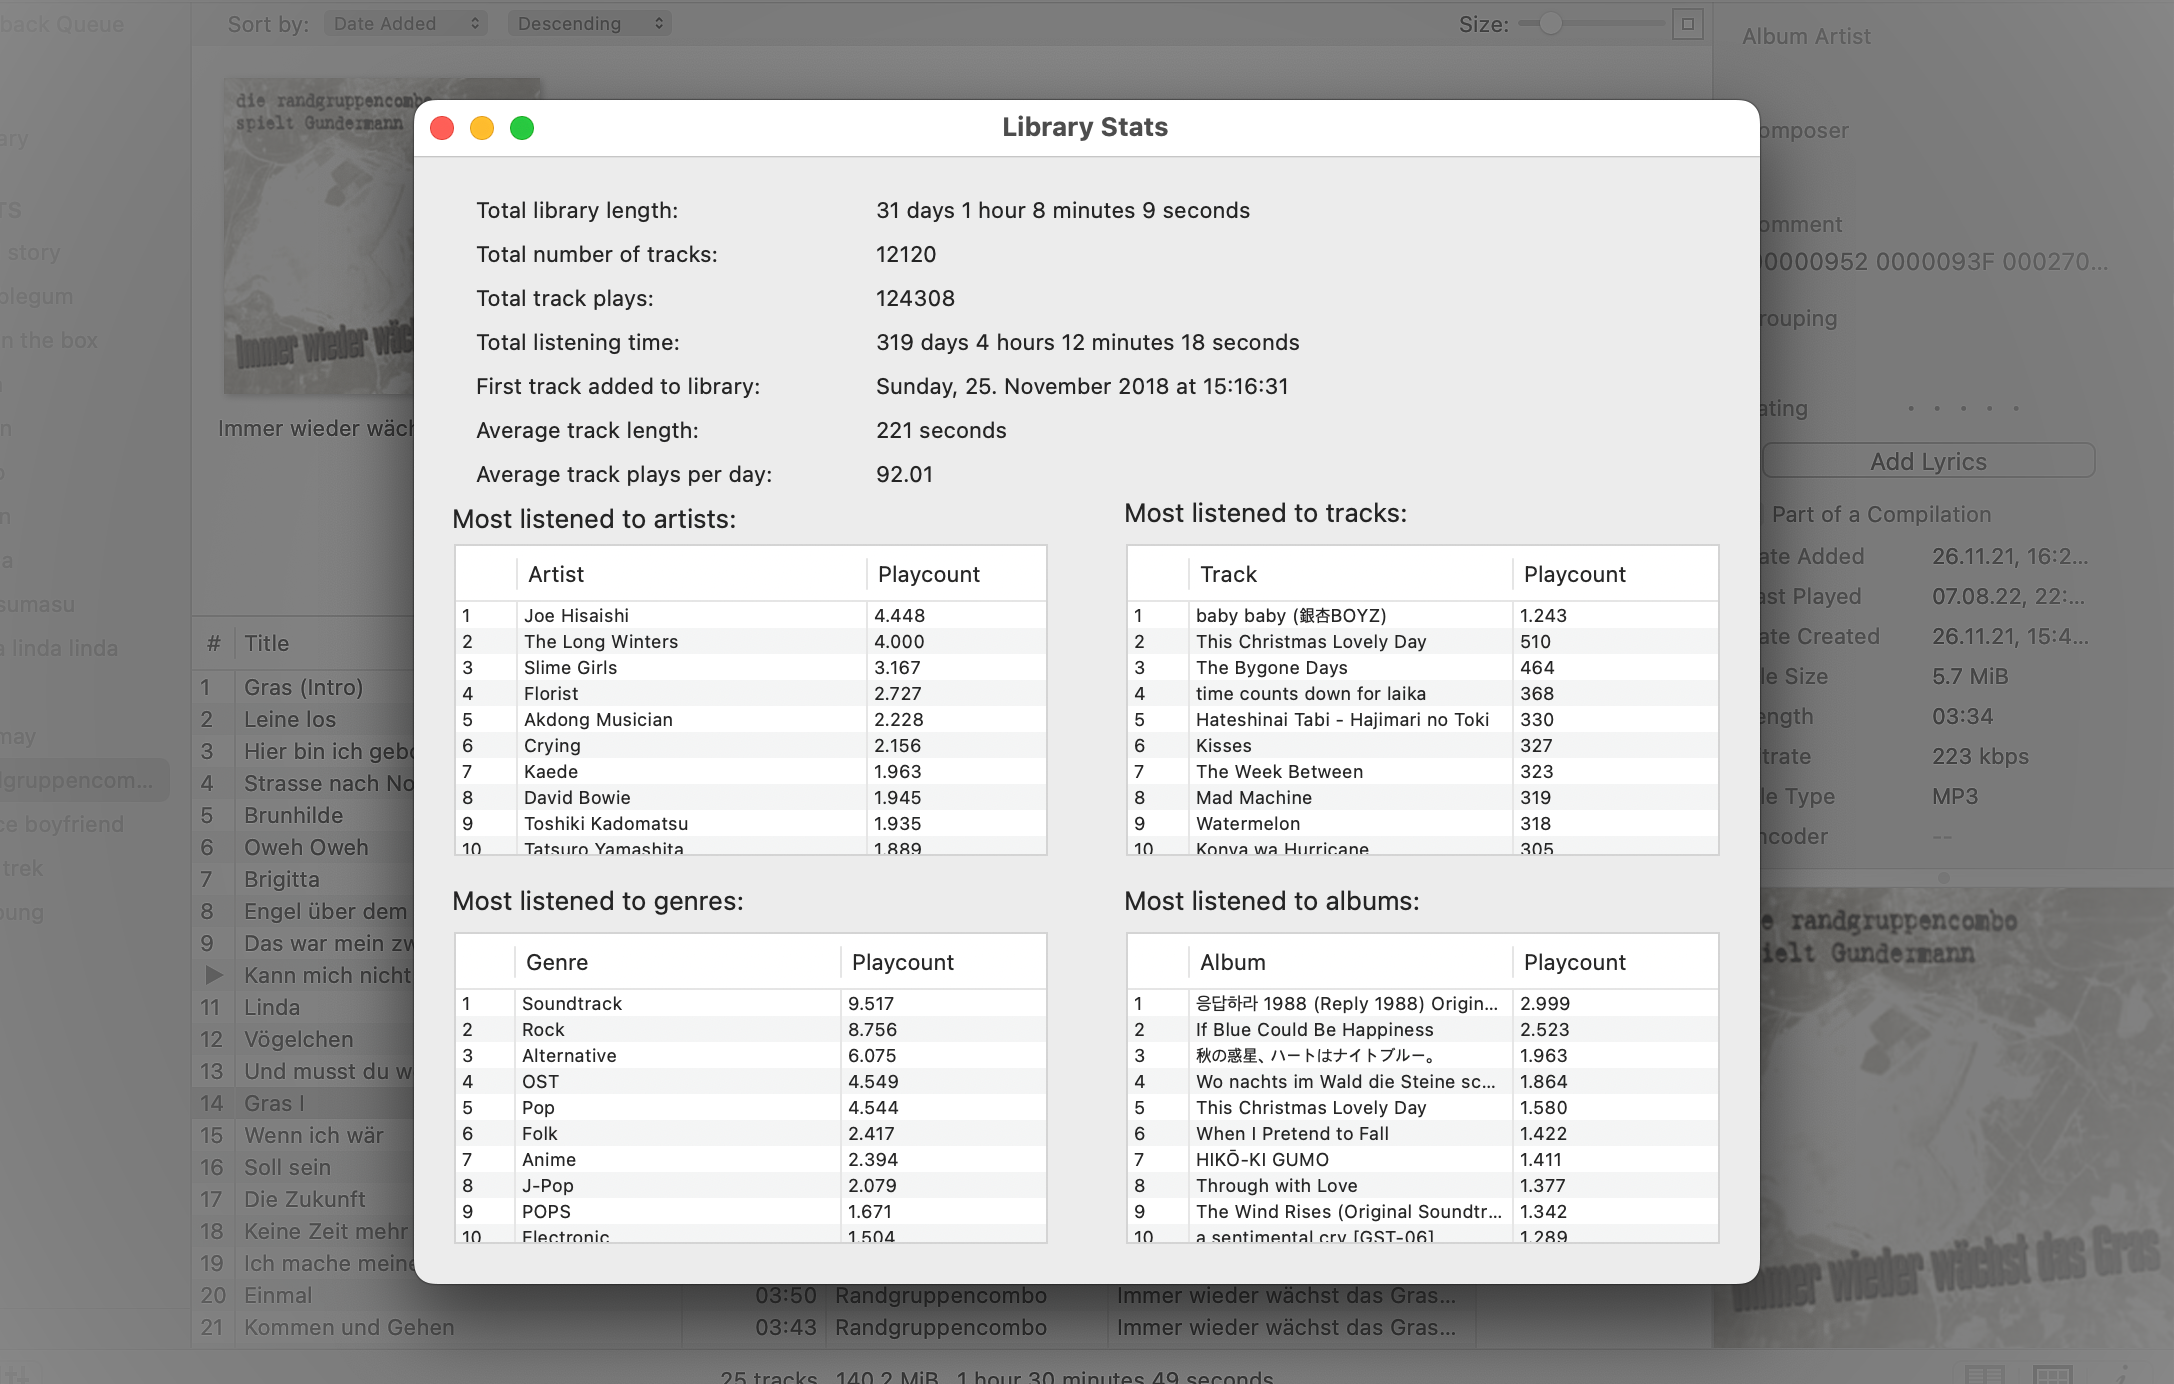 back Queue
Sort by: Date Added Descending Size:
Album Artist
die randgruppencombo
spielt Gundermann
Immer wieder wäch
Library Stats
Total library length: 31 days 1 hour 8 minutes 9 seconds
Total number of tracks: 12120
Total track plays: 124308
Total listening time: 319 days 4 hours 12 minutes 18 seconds
First track added to library: Sunday, 25. November 2018 at 15:16:31
Average track length: 221 seconds
Average track plays per day: 92.01
Most listened to artists:
Artist Playcount
1 Joe Hisaishi 4.448
2 The Long Winters 4.000
3 Slime Girls 3.167
4 Florist 2.727
5 Akdong Musician 2.228
6 Crying 2.156
7 Kaede 1.963
8 David Bowie 1.945
9 Toshiki Kadomatsu 1.935
10 Tatsuro Yamashita 1.889
Most listened to tracks:
Track Playcount
1 baby baby (銀杏BOYZ) 1.243
2 This Christmas Lovely Day 510
3 The Bygone Days 464
4 time counts down for laika 368
5 Hateshinai Tabi - Hajimari no Toki 330
6 Kisses 327
7 The Week Between 323
8 Mad Machine 319
9 Watermelon 318
10 Konya wa Hurricane 305
Most listened to genres:
Genre Playcount
1 Soundtrack 9.517
2 Rock 8.756
3 Alternative 6.075
4 OST 4.549
5 Pop 4.544
6 Folk 2.417
7 Anime 2.394
8 J-Pop 2.079
9 POPS 1.671
10 Electronic 1.504
Most listened to albums:
Album Playcount
1 응답하라 1988 (Reply 1988) Origin... 2.999
2 If Blue Could Be Happiness 2.523
3 秋の惑星、ハートはナイトブルー。 1.963
4 Wo nachts im Wald die Steine sc... 1.864
5 This Christmas Lovely Day 1.580
6 When I Pretend to Fall 1.422
7 HIKŌ-KI GUMO 1.411
8 Through with Love 1.377
9 The Wind Rises (Original Soundtr... 1.342
10 a sentimental cry [GST-06] 1.289
ary
TS
story
blegum
n the box
n
o
n
a
sumasu
a linda linda
may
dgruppencom...
ce boyfriend
trek
oung
# Title
1 Gras (Intro)
2 Leine los
3 Hier bin ich gebo
4 Strasse nach No
5 Brunhilde
6 Oweh Oweh
7 Brigitta
8 Engel über dem
9 Das war mein zw
Kann mich nicht
11 Linda
12 Vögelchen
13 Und musst du w
14 Gras I
15 Wenn ich wär
16 Soll sein
17 Die Zukunft
18 Keine Zeit mehr
19 Ich mache meine
20 Einmal 03:50 Randgruppencombo Immer wieder wächst das Gras...
21 Kommen und Gehen 03:43 Randgruppencombo Immer wieder wächst das Gras...
25 tracks 140.2 MiB 1 hour 30 minutes 49 seconds
omposer
omment
00000952 0000093F 000270...
rouping
ating
Add Lyrics
Part of a Compilation
ate Added 26.11.21, 16:2...
ast Played 07.08.22, 22:...
ate Created 26.11.21, 15:4...
le Size 5.7 MiB
ength 03:34
trate 223 kbps
le Type MP3
ncoder --
e randgruppencombo
ielt Gundermann
Immer wieder wächst das Gras